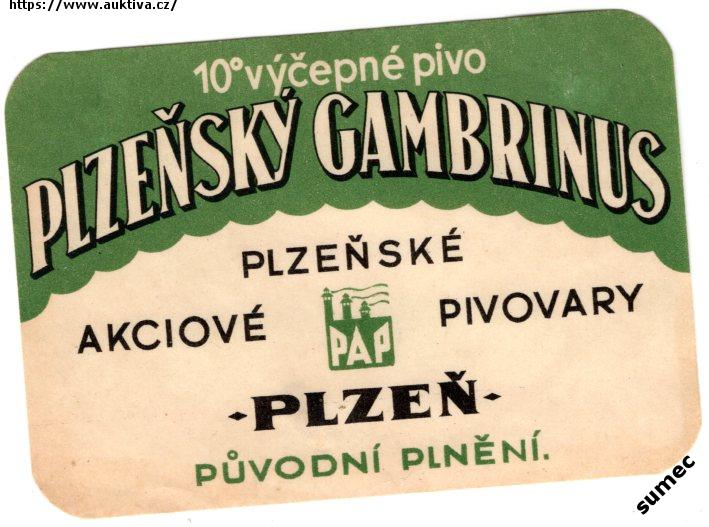 https://www.auktiva.cz/
10° výčepné pivo
PLZEŇSKÝ GAMBRINUS
PLZEŇSKÉ
AKCIOVÉ PIVOVARY
PAP
PLZEŇ
PŮVODNÍ PLNĚNÍ.
sumec